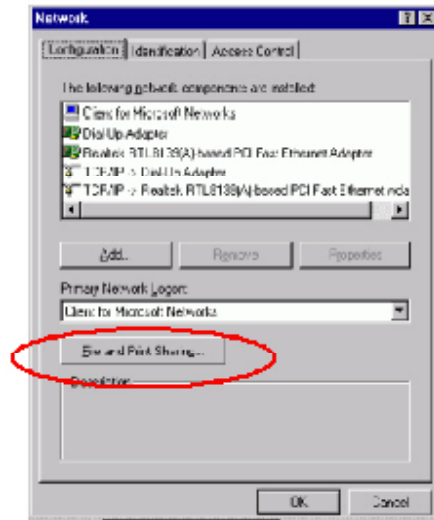 Network
Configuration Identification Access Control
The following network components are installed:
Client for Microsoft Networks
Dial-Up Adapter
Realtek RTL8139(A)-based PCI Fast Ethernet Adapter
TCP/IP -> Dial-Up Adapter
TCP/IP -> Realtek RTL8139(A)-based PCI Fast Ethernet Ada
Add... Remove Properties
Primary Network Logon:
Client for Microsoft Networks
File and Print Sharing...
Description
OK Cancel